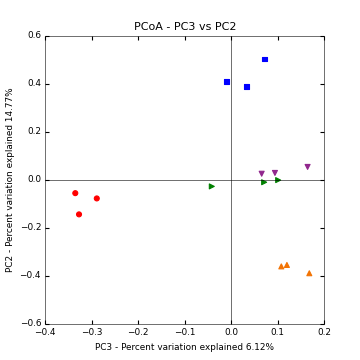 PCoA - PC3 vs PC2
0.6
0.4
0.2
0.0
−0.2
−0.4
−0.6
PC2 - Percent variation explained 14.77%
−0.4 −0.3 −0.2 −0.1 0.0 0.1 0.2
PC3 - Percent variation explained 6.12%